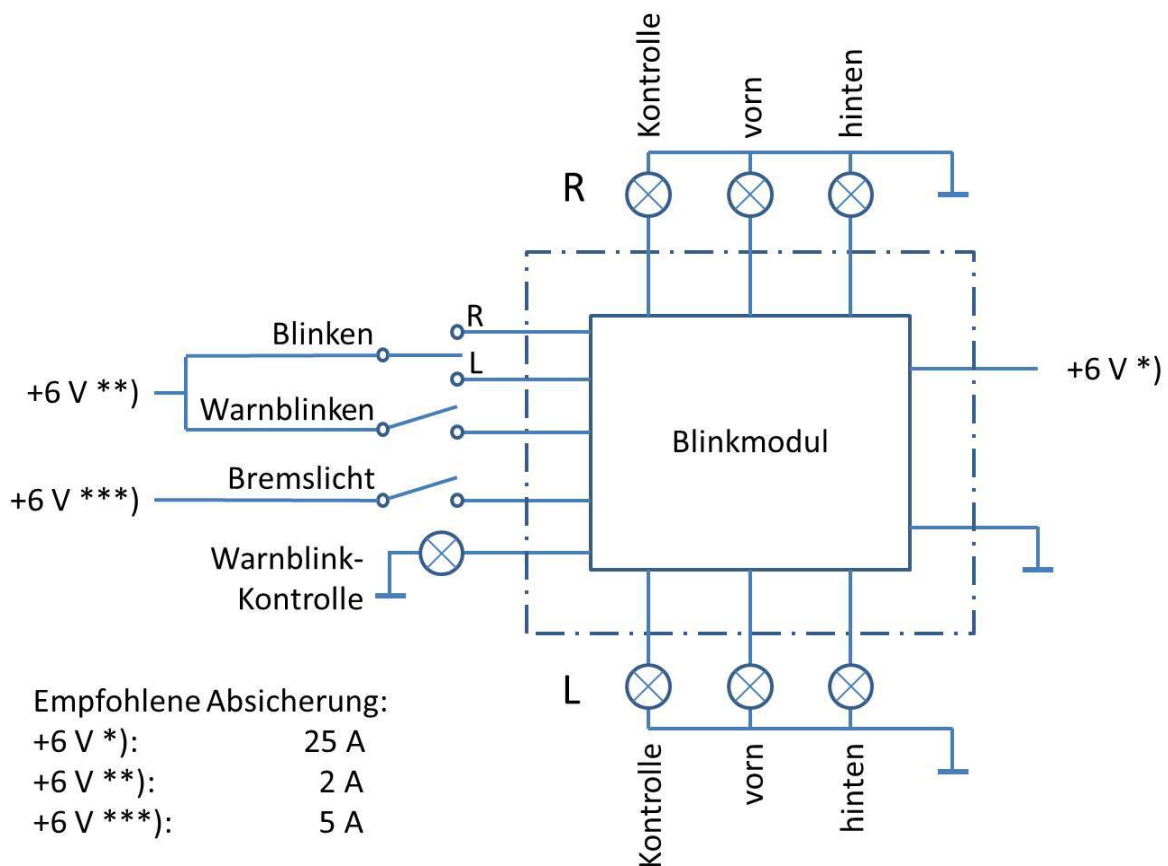 Kontrolle
vorn
hinten
R
Blinken
R
L
+6 V **)
+6 V *)
Warnblinken
Blinkmodul
Bremslicht
+6 V ***)
Warnblink-
Kontrolle
L
Empfohlene Absicherung:
+6 V *): 25 A
+6 V **): 2 A
+6 V ***): 5 A
Kontrolle
vorn
hinten